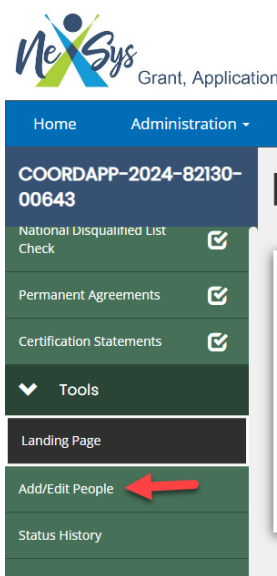 NexSys
Grant, Application
Home Administration
COORDAPP-2024-82130-
00643
National Disqualified List
Check
Permanent Agreements
Certification Statements
Tools
Landing Page
Add/Edit People
Status History